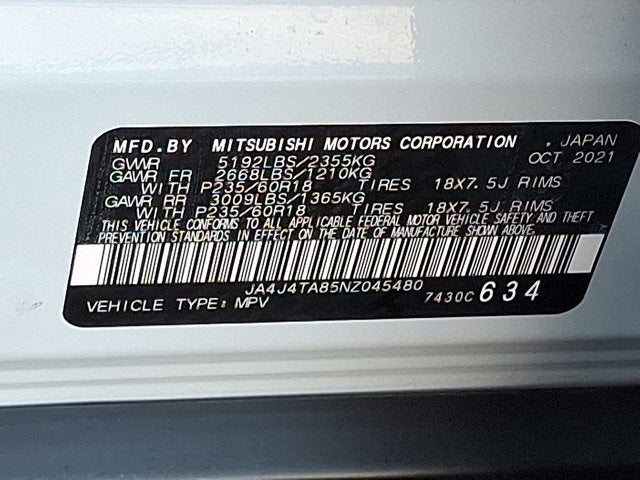 MFD. BY MITSUBISHI MOTORS CORPORATION . JAPAN
GVWR 5192LBS/2355KG OCT 2021
GAWR FR 2668LBS/1210KG
WITH P235/60R18 TIRES 18X7.5J RIMS
GAWR RR 3009LBS/1365KG
WITH P235/60R18 TIRES 18X7.5J RIMS
THIS VEHICLE CONFORMS TO ALL APPLICABLE FEDERAL MOTOR VEHICLE SAFETY AND THEFT
PREVENTION STANDARDS IN EFFECT ON THE DATE OF MANUFACTURE SHOWN ABOVE.
JA4J4TA85NZ045480
VEHICLE TYPE: MPV 7430C 634